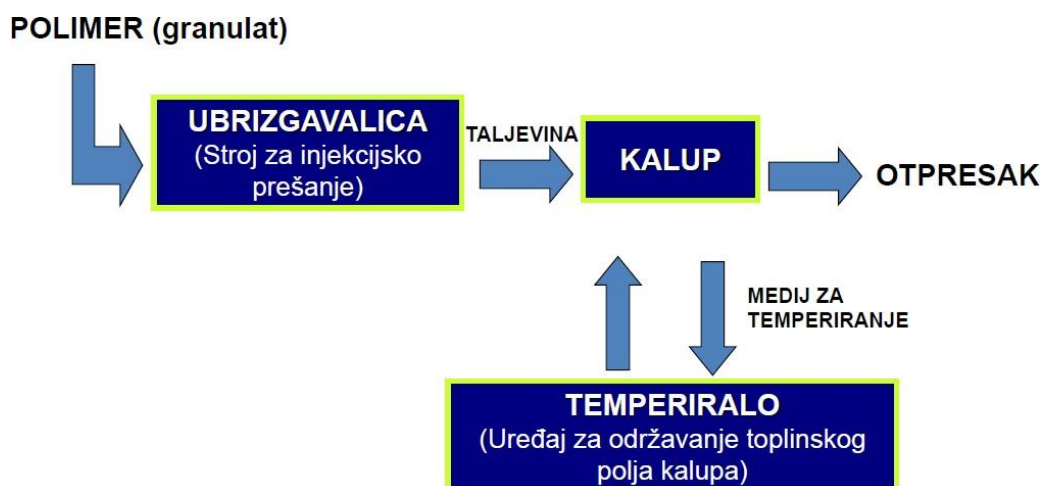 POLIMER (granulat)
UBRIZGAVALICA
(Stroj za injekcijsko
prešanje)
TALJEVINA
KALUP
OTPRESAK
MEDIJ ZA
TEMPERIRANJE
TEMPERIRALO
(Uređaj za održavanje toplinskog
polja kalupa)